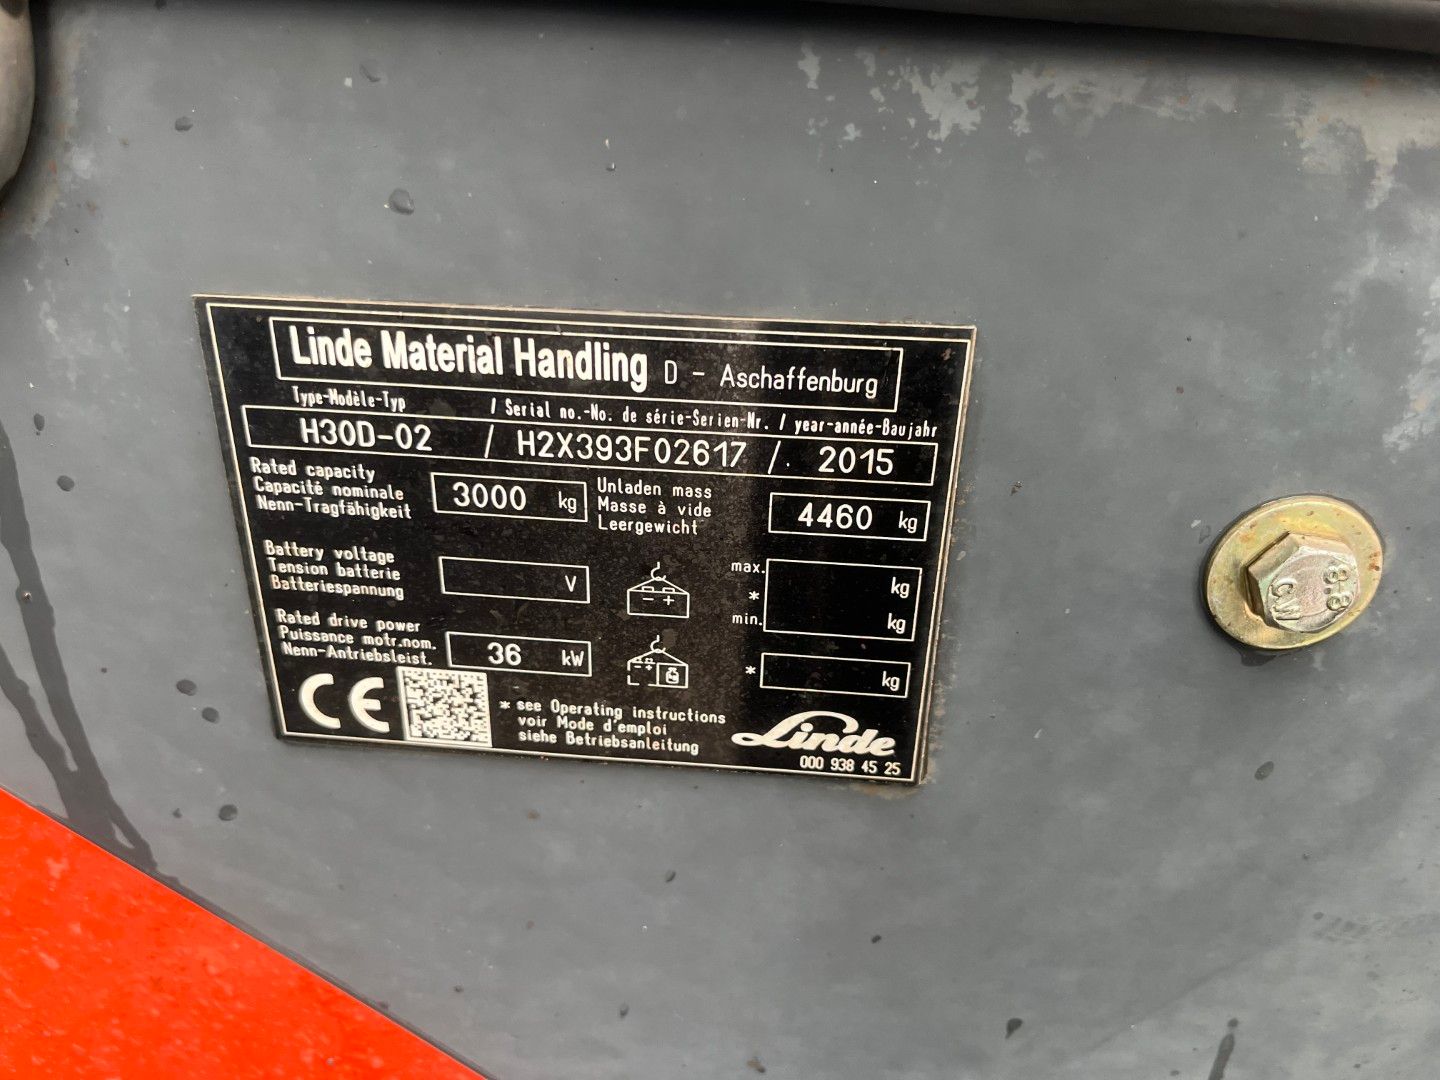 Linde Material Handling D - Aschaffenburg
Type-Modèle-Typ / Serial no.-No. de série-Serien-Nr. / year-année-Baujahr
H30D-02 / H2X393F02617 / 2015
Rated capacity
Capacité nominale
Nenn-Tragfähigkeit
3000 kg
Unladen mass
Masse à vide
Leergewicht
4460 kg
Battery voltage
Tension batterie
Batteriespannung
V
- +
max. kg
*
min. kg
Rated drive power
Puissance motr.nom.
Nenn-Antriebsleist.
36 kW
- +
* kg
CE
* see Operating instructions
voir Mode d'emploi
siehe Betriebsanleitung
Linde
000 938 45 25
8.8